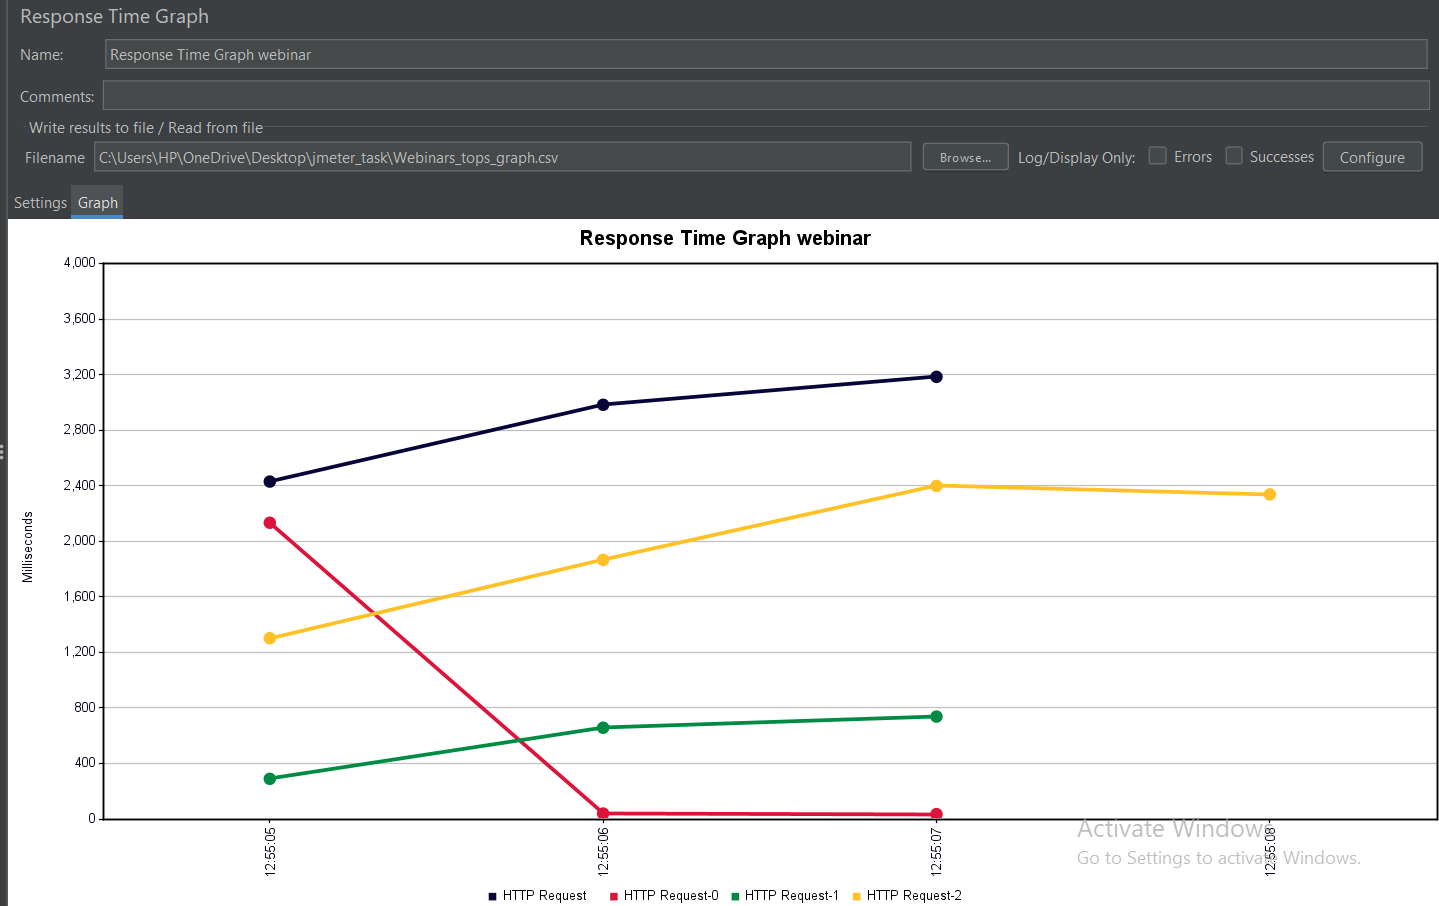 Response Time Graph
Name: Response Time Graph webinar
Comments:
Write results to file / Read from file
Filename C:\Users\HP\OneDrive\Desktop\jmeter_task\Webinars_tops_graph.csv Browse... Log/Display Only: Errors Successes Configure
Settings Graph
Response Time Graph webinar
4,000
3,600
3,200
2,800
2,400
2,000
1,600
1,200
800
400
0
Milliseconds
12:55:05 12:55:06 12:55:07 12:55:08
Activate Windows
Go to Settings to activate Windows.
HTTP Request HTTP Request-0 HTTP Request-1 HTTP Request-2